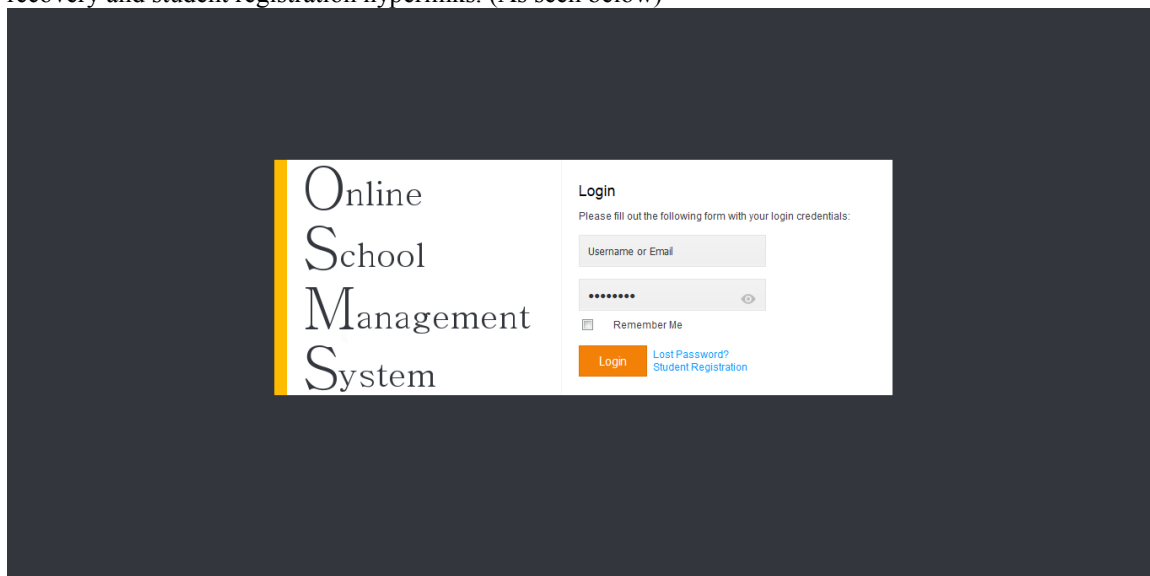 recovery and student registration hyperlinks. (As seen below)
Online
School
Management
System
Login
Please fill out the following form with your login credentials:
Username or Email
••••••••
Remember Me
Login
Lost Password?
Student Registration